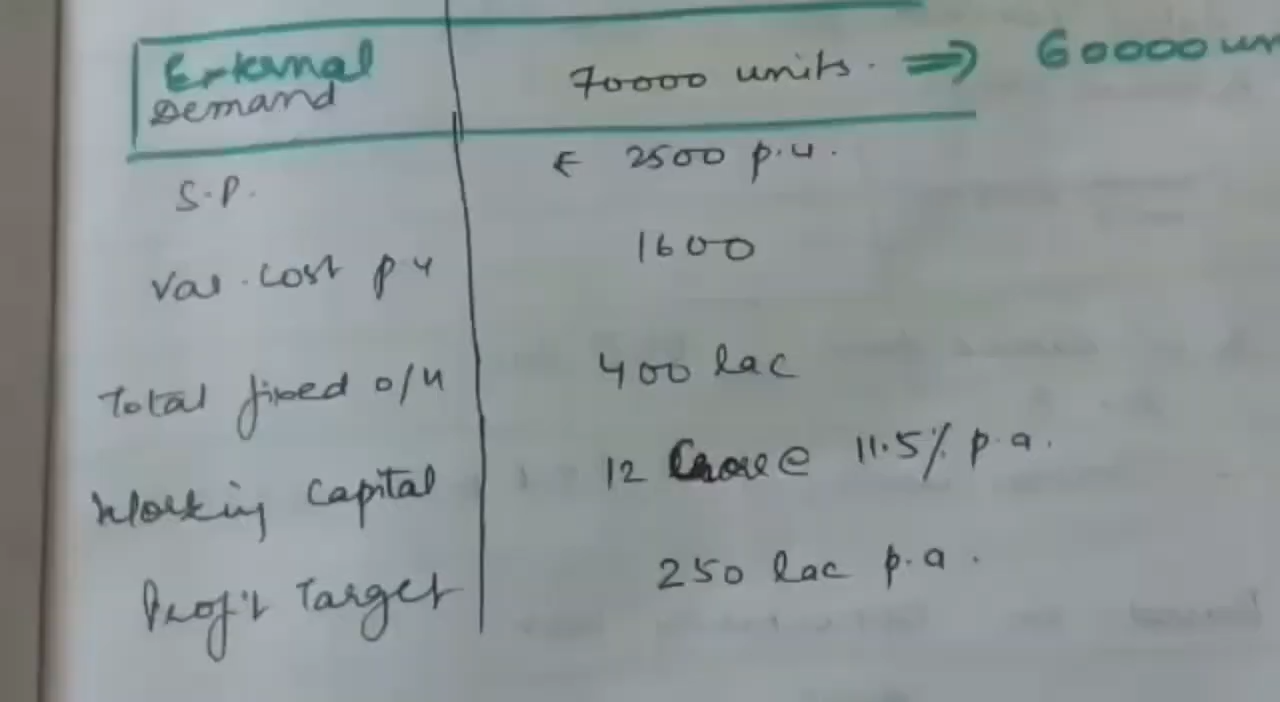 External Demand 70000 units. ⇒ 60000 un
S.P. ₹ 2500 p.u.
Var. cost p u 1600
Total fixed o/h 400 lac
Working Capital 12 Crore @ 11.5% p.a.
Profit Target 250 lac p.a.